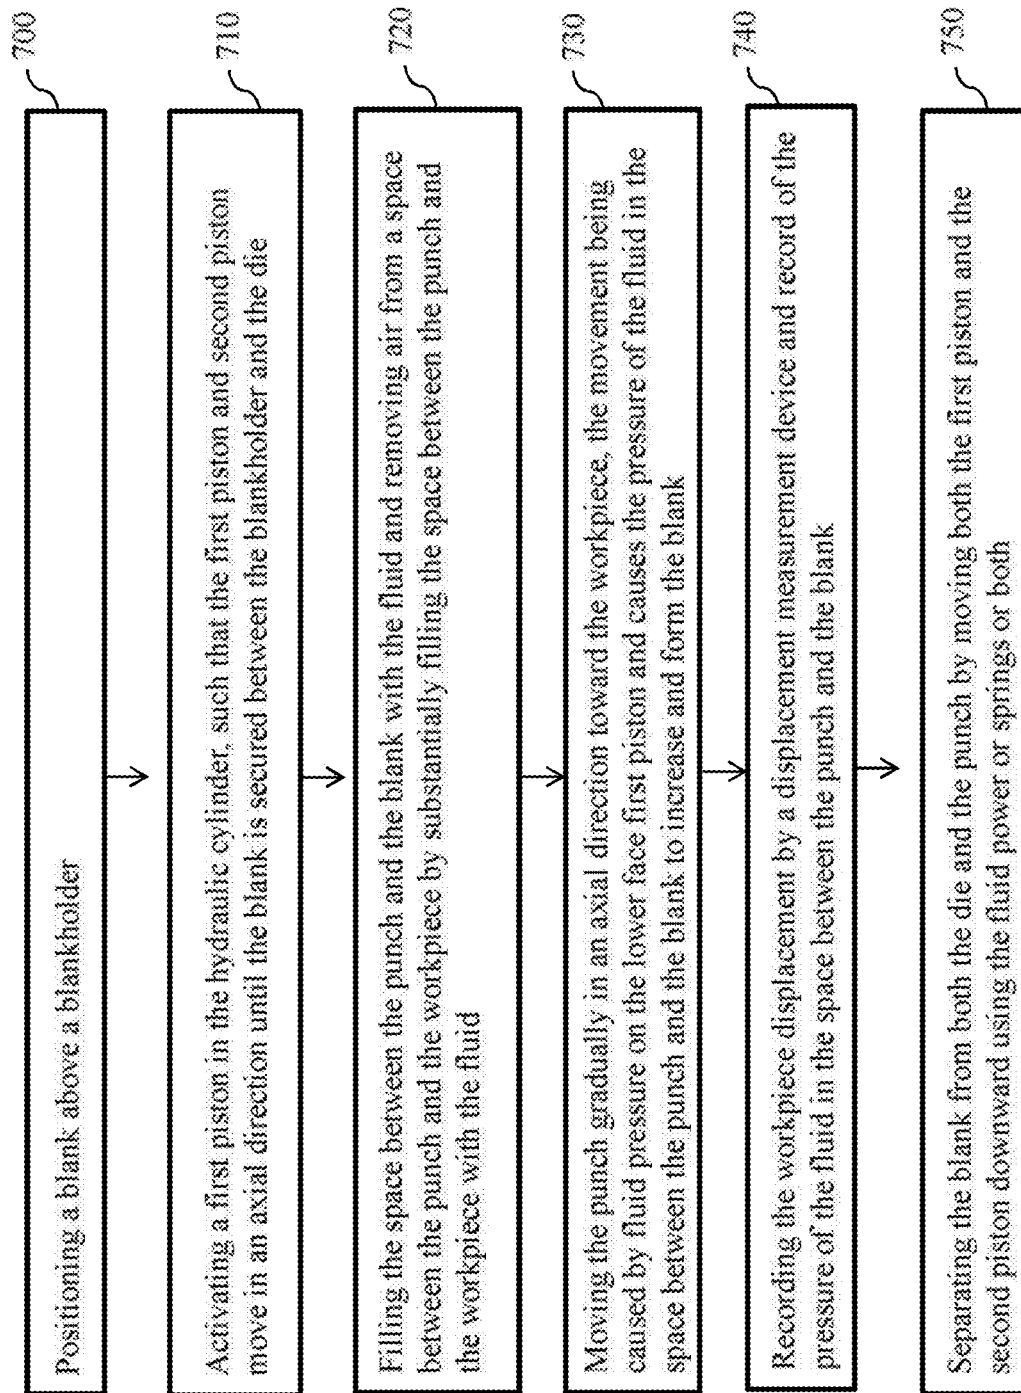 700
Positioning a blank above a blankholder
710
Activating a first piston in the hydraulic cylinder, such that the first piston and second piston
move in an axial direction until the blank is secured between the blankholder and the die
720
Filling the space between the punch and the blank with the fluid and removing air from a space
between the punch and the workpiece by substantially filling the space between the punch and
the workpiece with the fluid
730
Moving the punch gradually in an axial direction toward the workpiece, the movement being
caused by fluid pressure on the lower face first piston and causes the pressure of the fluid in the
space between the punch and the blank to increase and form the blank
740
Recording the workpiece displacement by a displacement measurement device and record of the
pressure of the fluid in the space between the punch and the blank
750
Separating the blank from both the die and the punch by moving both the first piston and the
second piston downward using the fluid power or springs or both